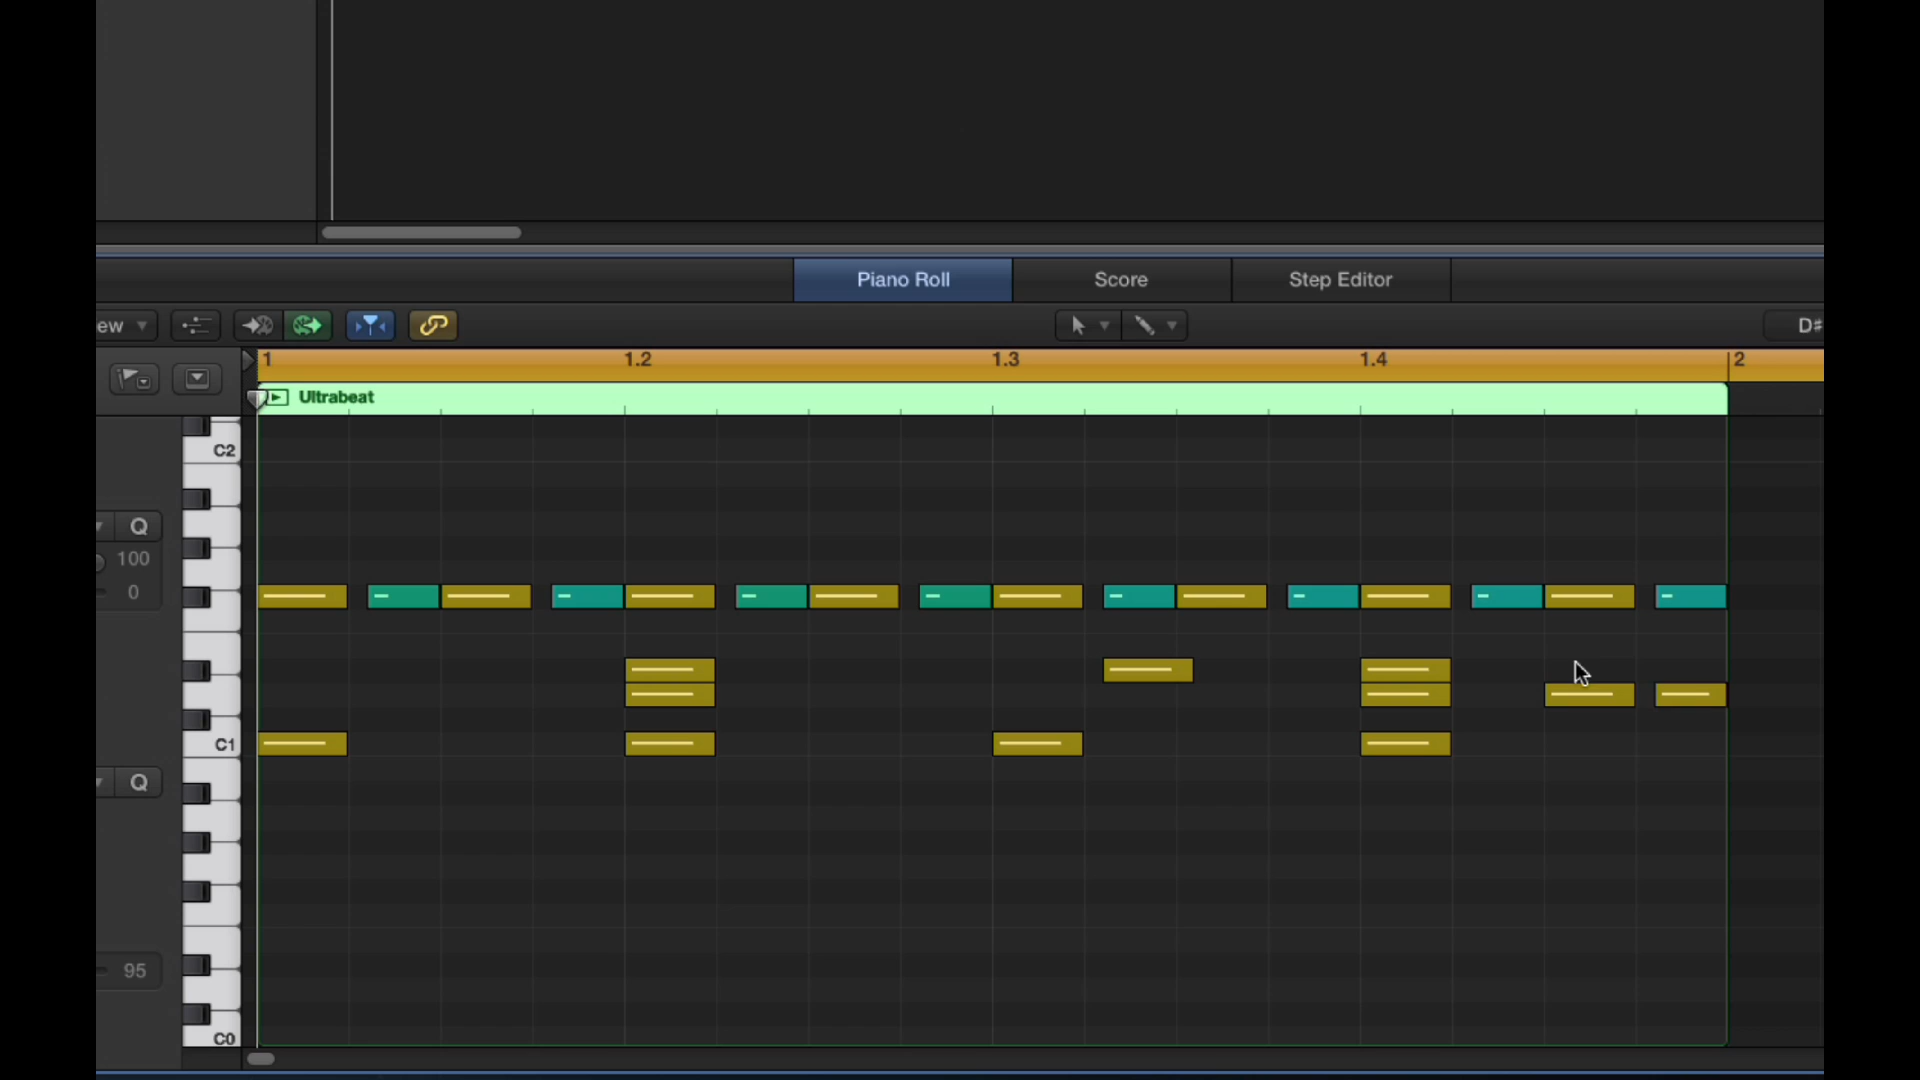 Piano Roll Score Step Editor
ew D#
1 1.2 1.3 1.4 2
Ultrabeat
C2
Q
100
0
C1
Q
95
C0